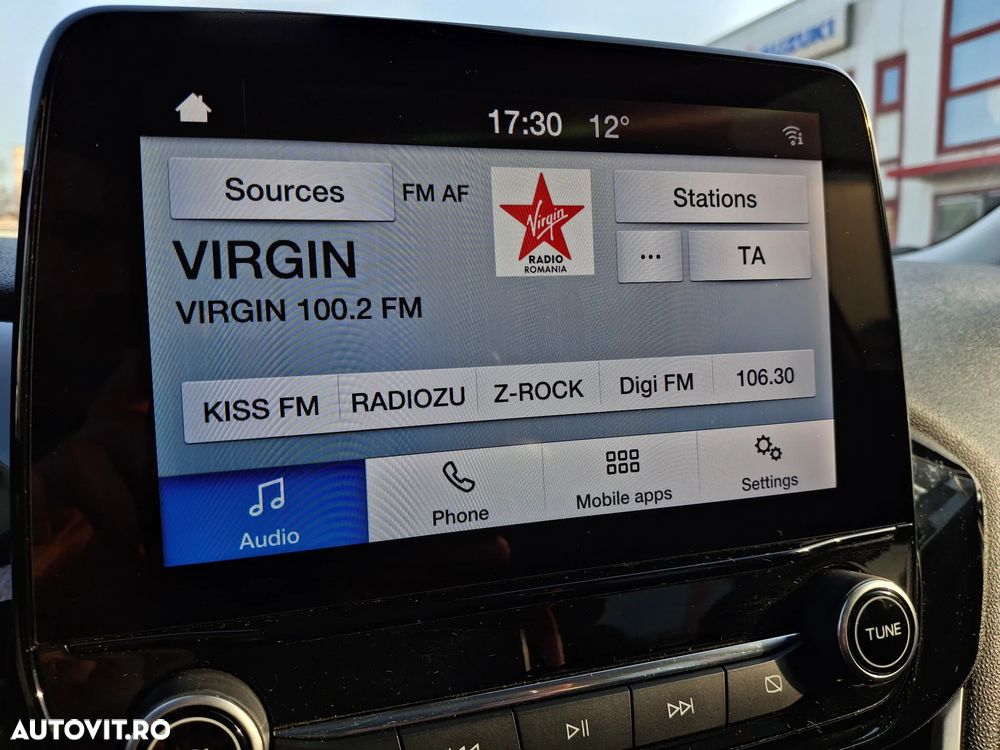 SUZUKI
17:30 12°
Sources FM AF
Virgin
RADIO
ROMANIA
Stations
... TA
VIRGIN
VIRGIN 100.2 FM
KISS FM RADIOZU Z-ROCK Digi FM 106.30
Audio Phone Mobile apps Settings
TUNE
AUTOVIT.RO